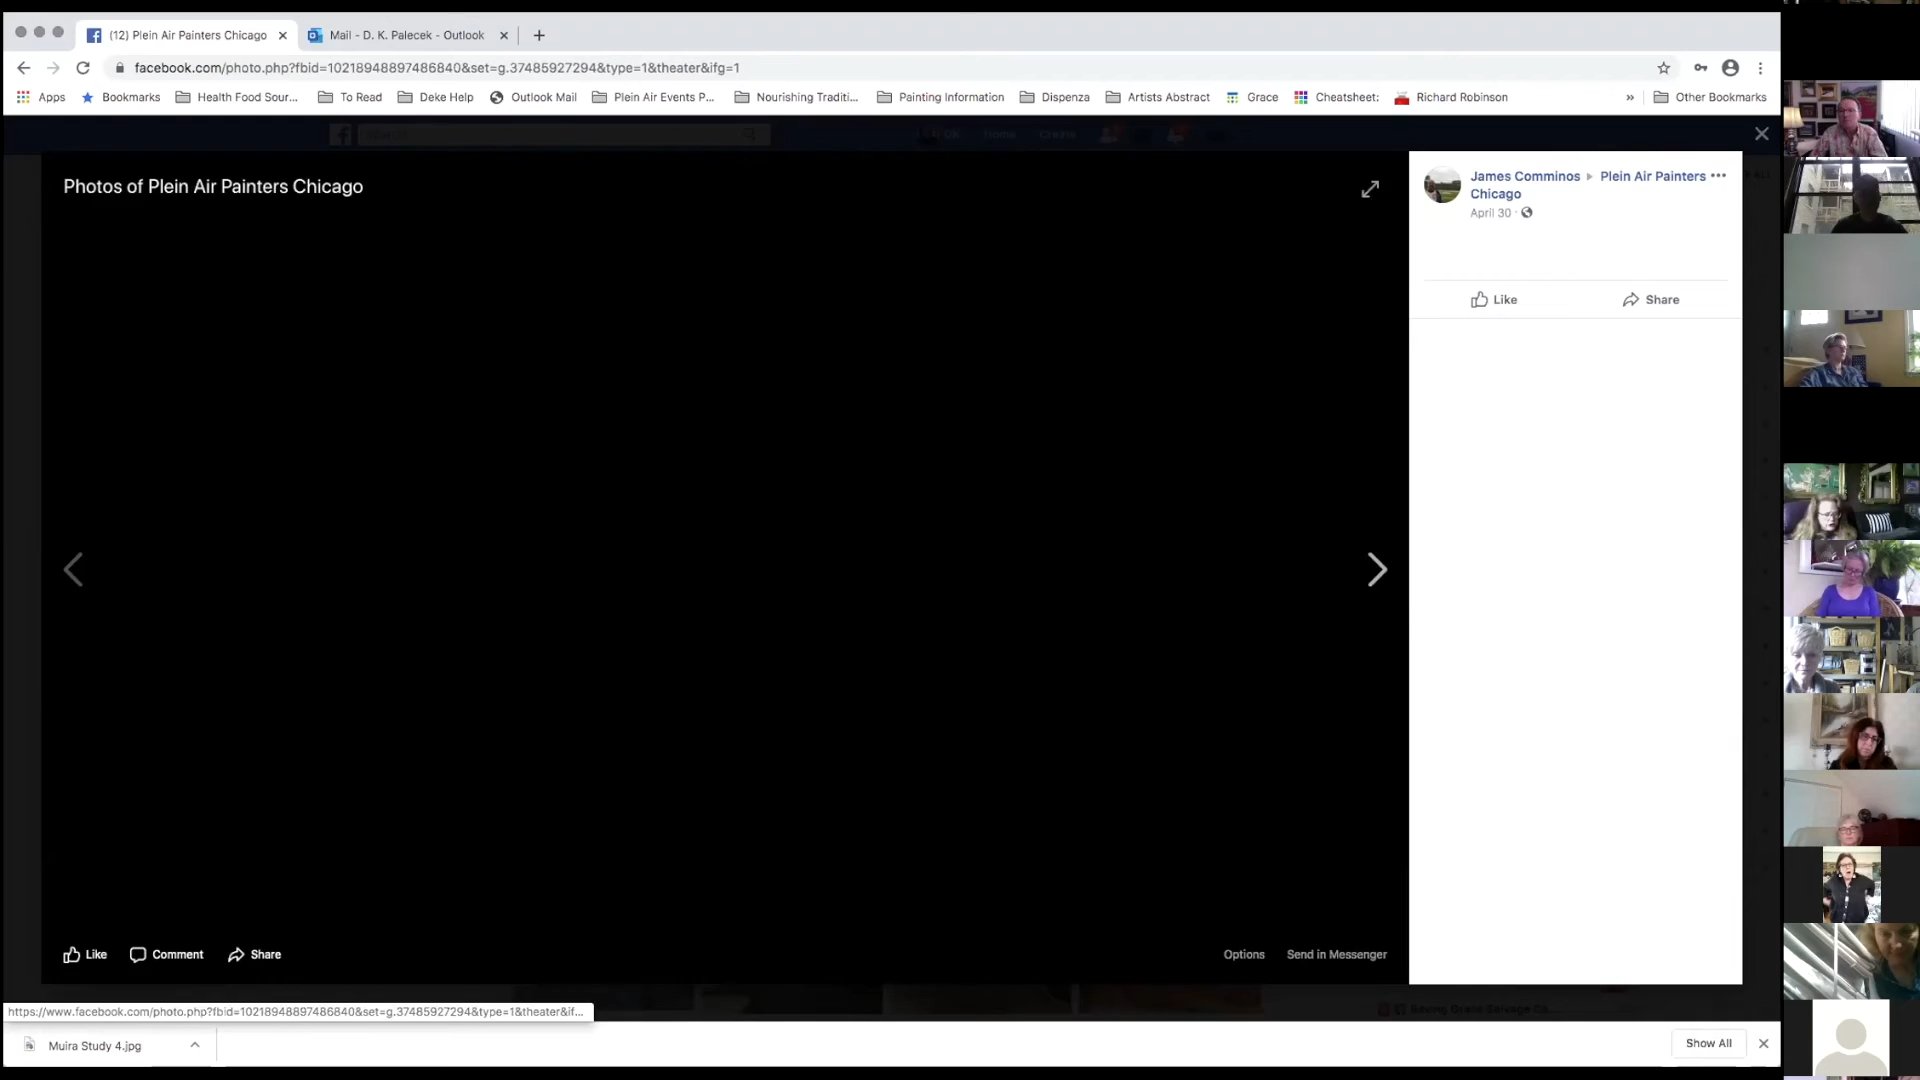 (12) Plein Air Painters Chicago
Mail - D. K. Palecek - Outlook
facebook.com/photo.php?fbid=10218948897486840&set=g.37485927294&type=1&theater&ifg=1
Apps
Bookmarks
Health Food Sour...
To Read
Deke Help
Outlook Mail
Plein Air Events P...
Nourishing Traditi...
Painting Information
Dispenza
Artists Abstract
Grace
Cheatsheet:
Richard Robinson
»
Other Bookmarks
Home
Create
Photos of Plein Air Painters Chicago
James Comminos ▸ Plein Air Painters
Chicago
April 30
Like
Share
Like
Comment
Share
Options
Send in Messenger
https://www.facebook.com/photo.php?fbid=10218948897486840&set=g.37485927294&type=1&theater&if...
Muira Study 4.jpg
Show All